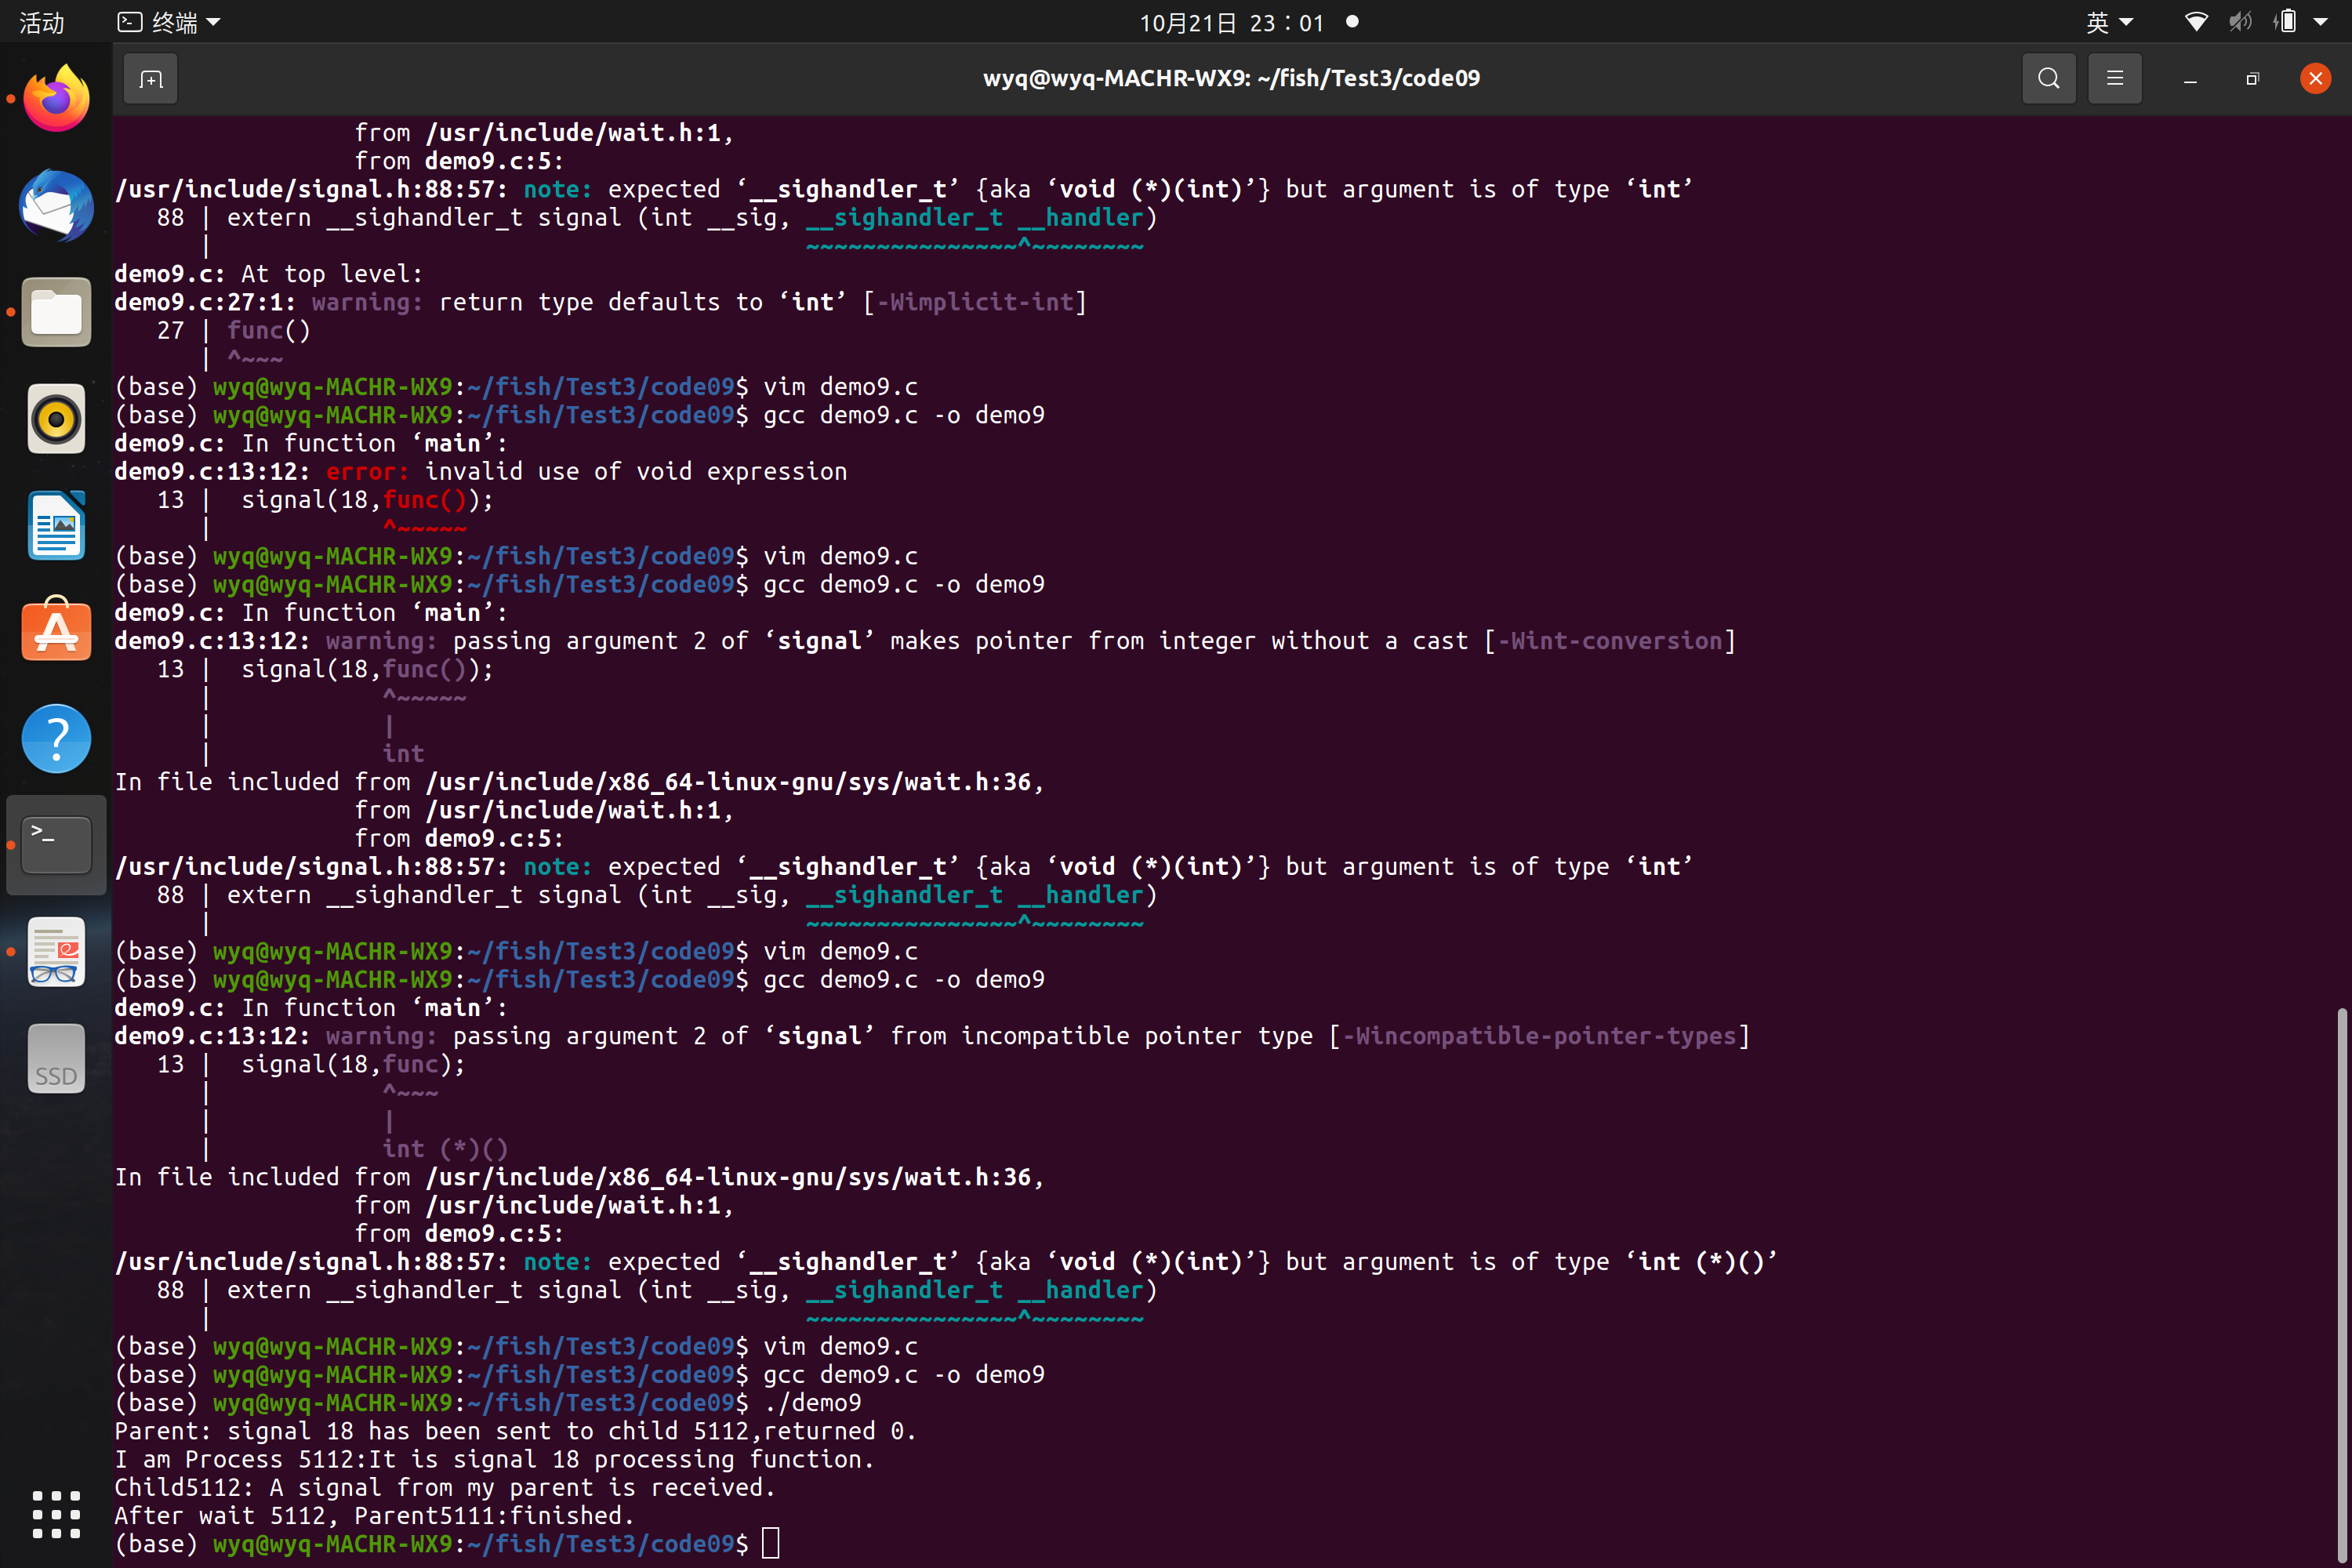 活动
终端
10月21日 23：01
英
wyq@wyq-MACHR-WX9: ~/fish/Test3/code09
from /usr/include/wait.h:1,
from demo9.c:5:
/usr/include/signal.h:88:57: note: expected ‘__sighandler_t’ {aka ‘void (*)(int)’} but argument is of type ‘int’
88 | extern __sighandler_t signal (int __sig, __sighandler_t __handler)
| ~~~~~~~~~~~~~~~^~~~~~~~~
demo9.c: At top level:
demo9.c:27:1: warning: return type defaults to ‘int’ [-Wimplicit-int]
27 | func()
| ^~~~
(base) wyq@wyq-MACHR-WX9:~/fish/Test3/code09$ vim demo9.c
(base) wyq@wyq-MACHR-WX9:~/fish/Test3/code09$ gcc demo9.c -o demo9
demo9.c: In function ‘main’:
demo9.c:13:12: error: invalid use of void expression
13 |  signal(18,func());
| ^~~~~~
(base) wyq@wyq-MACHR-WX9:~/fish/Test3/code09$ vim demo9.c
(base) wyq@wyq-MACHR-WX9:~/fish/Test3/code09$ gcc demo9.c -o demo9
demo9.c: In function ‘main’:
demo9.c:13:12: warning: passing argument 2 of ‘signal’ makes pointer from integer without a cast [-Wint-conversion]
13 |  signal(18,func());
| ^~~~~~
| |
| int
In file included from /usr/include/x86_64-linux-gnu/sys/wait.h:36,
from /usr/include/wait.h:1,
from demo9.c:5:
/usr/include/signal.h:88:57: note: expected ‘__sighandler_t’ {aka ‘void (*)(int)’} but argument is of type ‘int’
88 | extern __sighandler_t signal (int __sig, __sighandler_t __handler)
| ~~~~~~~~~~~~~~~^~~~~~~~~
(base) wyq@wyq-MACHR-WX9:~/fish/Test3/code09$ vim demo9.c
(base) wyq@wyq-MACHR-WX9:~/fish/Test3/code09$ gcc demo9.c -o demo9
demo9.c: In function ‘main’:
demo9.c:13:12: warning: passing argument 2 of ‘signal’ from incompatible pointer type [-Wincompatible-pointer-types]
13 |  signal(18,func);
| ^~~~
| |
| int (*)()
In file included from /usr/include/x86_64-linux-gnu/sys/wait.h:36,
from /usr/include/wait.h:1,
from demo9.c:5:
/usr/include/signal.h:88:57: note: expected ‘__sighandler_t’ {aka ‘void (*)(int)’} but argument is of type ‘int (*)()’
88 | extern __sighandler_t signal (int __sig, __sighandler_t __handler)
| ~~~~~~~~~~~~~~~^~~~~~~~~
(base) wyq@wyq-MACHR-WX9:~/fish/Test3/code09$ vim demo9.c
(base) wyq@wyq-MACHR-WX9:~/fish/Test3/code09$ gcc demo9.c -o demo9
(base) wyq@wyq-MACHR-WX9:~/fish/Test3/code09$ ./demo9
Parent: signal 18 has been sent to child 5112,returned 0.
I am Process 5112:It is signal 18 processing function.
Child5112: A signal from my parent is received.
After wait 5112, Parent5111:finished.
(base) wyq@wyq-MACHR-WX9:~/fish/Test3/code09$
SSD